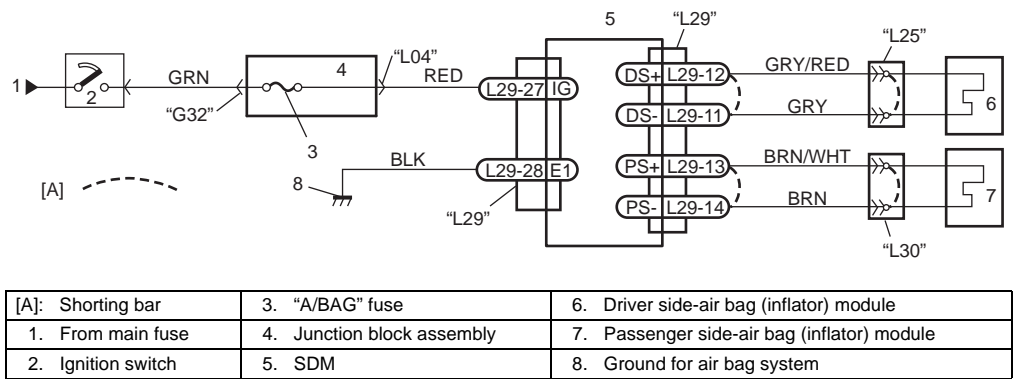 5
“L29”
“L25”
1
2
GRN
“G32”
4
“L04”
RED
L29-27 IG
DS+ L29-12
GRY/RED
DS- L29-11
GRY
6
3
8
BLK
L29-28 E1
PS+ L29-13
BRN/WHT
PS- L29-14
BRN
7
[A]
“L29”
“L30”
[A]: Shorting bar
3. “A/BAG” fuse
6. Driver side-air bag (inflator) module
1. From main fuse
4. Junction block assembly
7. Passenger side-air bag (inflator) module
2. Ignition switch
5. SDM
8. Ground for air bag system